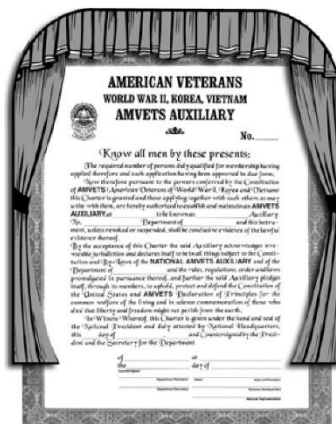 AMERICAN VETERANS
WORLD WAR II, KOREA, VIETNAM
AMVETS AUXILIARY
No.
Know all men by these presents:
The required number of persons duly qualified for membership having
applied therefore and each application having been approved in due form,
Now therefore pursuant to the powers conferred by the Constitution
of AMVETS (American Veterans of World War II, Korea and Vietnam)
this Charter is granted and those applying together with such others as may
unite with them, are hereby authorized to establish and maintain an AMVETS
AUXILIARY, at to be known as Auxiliary
No. Department of and this instru-
ment, unless revoked or suspended, shall be conclusive evidence of the lawful
existence thereof.
By the acceptance of this Charter the said Auxiliary acknowledges irre-
vocable jurisdiction and declares itself to in all things subject to the Consti-
tution and By-Laws of the NATIONAL AMVETS AUXILIARY and of the
Department of and the rules, regulations, orders and laws
promulgated in pursuance thereof, and further the said Auxiliary pledges
itself, through its members, to uphold, protect and defend the Constitution of
the United States and AMVETS Declaration of Principles for the
common welfare of the living and in solemn commemoration of those who
died that liberty and freedom might not perish from the earth.
In Witness Whereof, this Charter is given under the hand and seal of
the National President and duly attested by National Headquarters,
this day of and Countersigned by the Presi-
dent and the Secretary for the Department
of at
the day of
Department President
Department Secretary
National President
National Representative